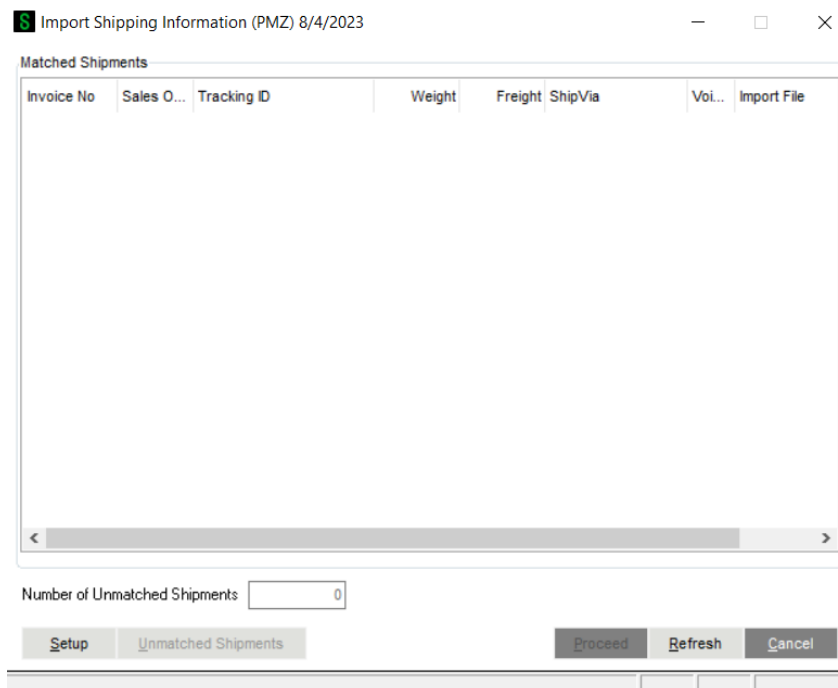 S Import Shipping Information (PMZ) 8/4/2023
Matched Shipments
Invoice No Sales O... Tracking ID Weight Freight ShipVia Voi... Import File
Number of Unmatched Shipments 0
Setup Unmatched Shipments Proceed Refresh Cancel